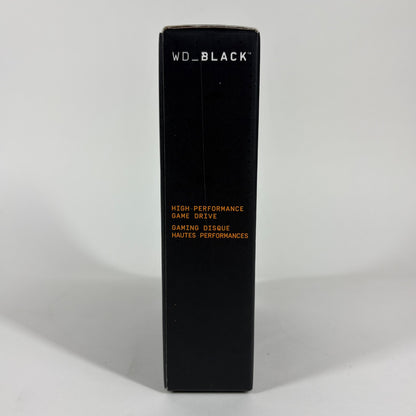 WD_BLACK™
HIGH-PERFORMANCE
GAME DRIVE
GAMING DISQUE
HAUTES PERFORMANCES